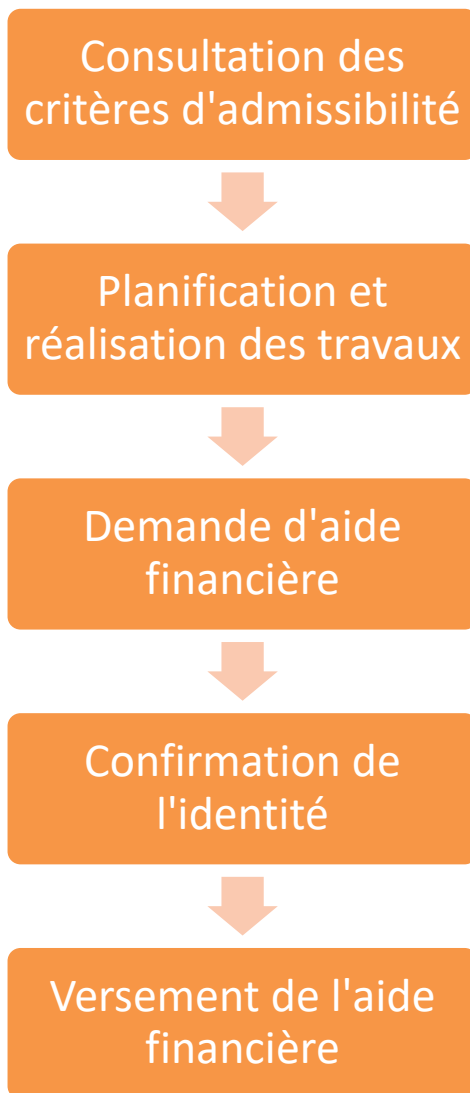 Consultation des
critères d'admissibilité
Planification et
réalisation des travaux
Demande d'aide
financière
Confirmation de
l'identité
Versement de l'aide
financière